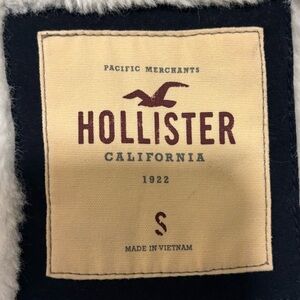 PACIFIC MERCHANTS
HOLLISTER
CALIFORNIA
1922
S
MADE IN VIETNAM